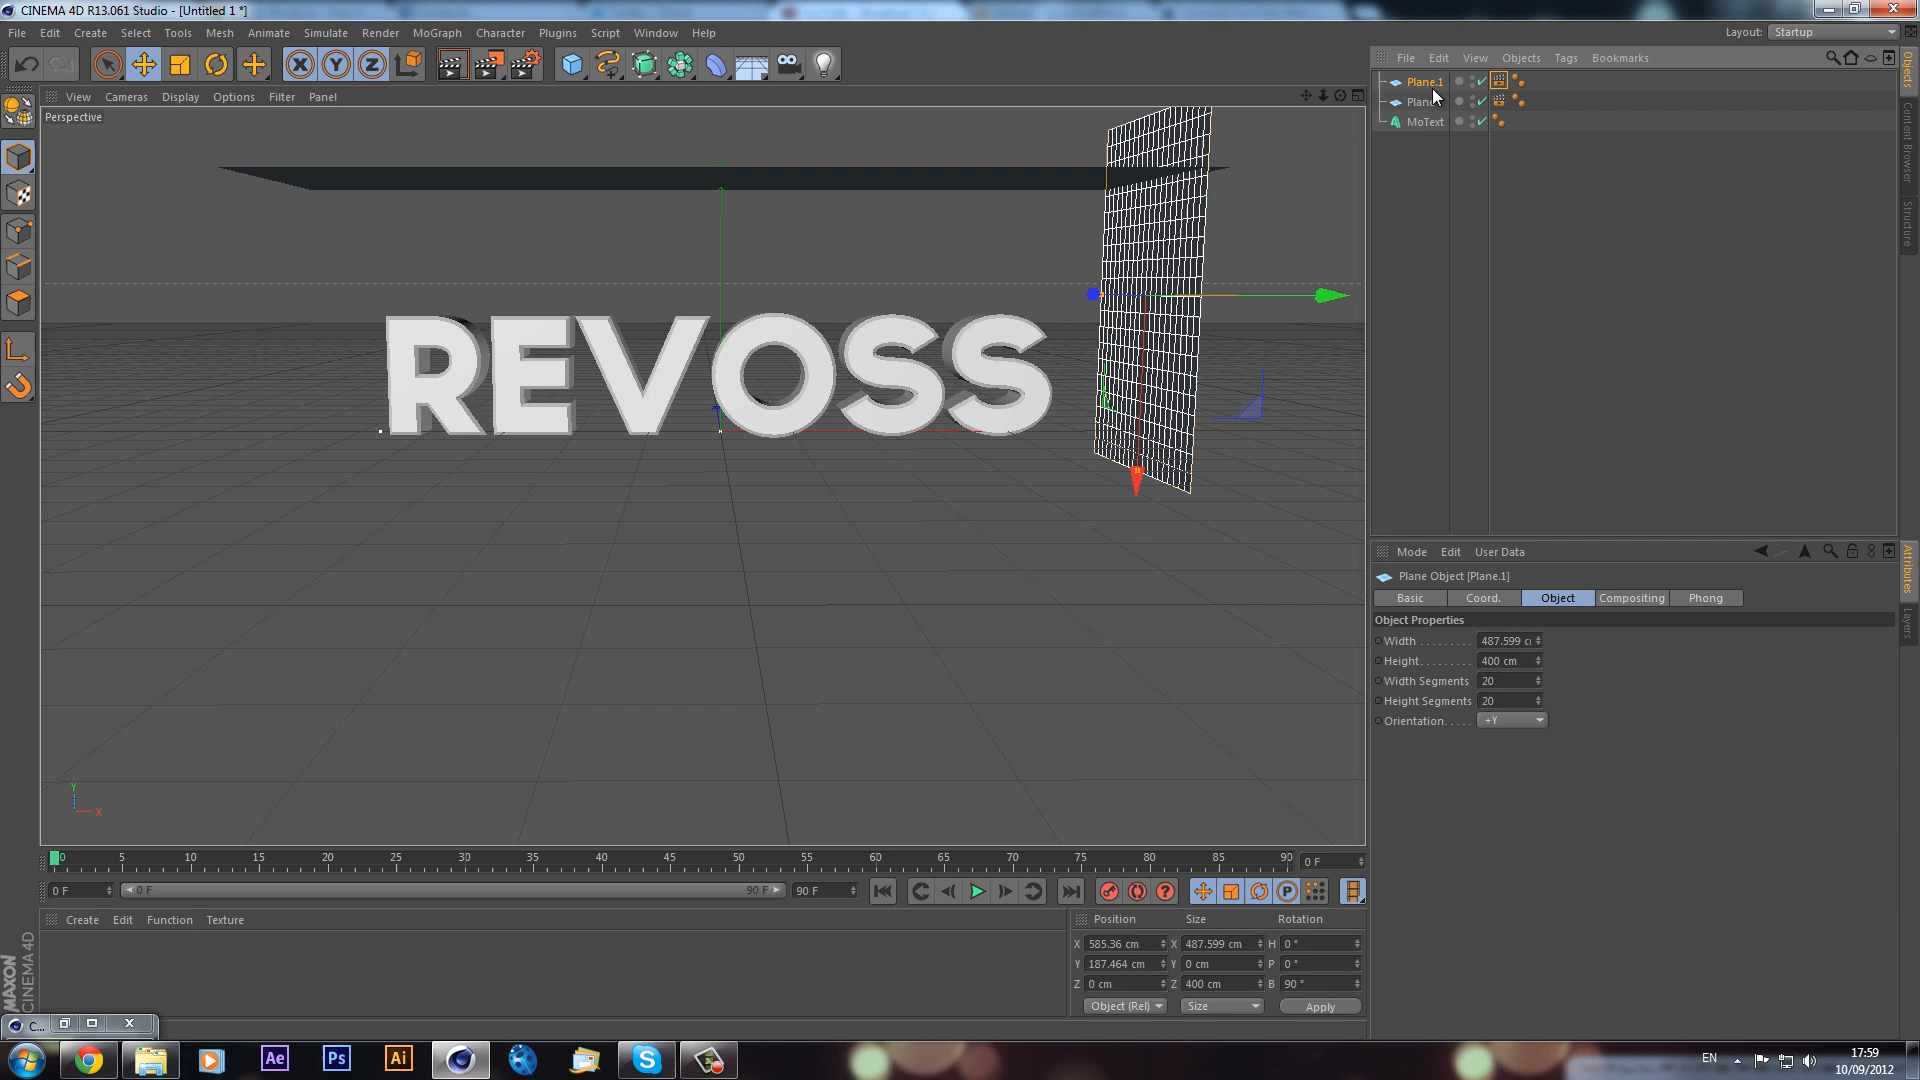 CINEMA 4D R13.061 Studio - [Untitled 1 *]
File Edit Create Select Tools Mesh Animate Simulate Render MoGraph Character Plugins Script Window Help
Layout: Startup
File Edit View Objects Tags Bookmarks
View Cameras Display Options Filter Panel
Perspective
Plane.1
Plane
MoText
Objects
Content Browser
Structure
REVOSS
Y
X
Mode Edit User Data
Plane Object [Plane.1]
Basic Coord. Object Compositing Phong
Object Properties
Width 487.599 c
Height 400 cm
Width Segments 20
Height Segments 20
Orientation +Y
Attributes
Layers
0 5 10 15 20 25 30 35 40 45 50 55 60 65 70 75 80 85 90 0 F
0 F 0 F 90 F 90 F
Create Edit Function Texture
Position Size Rotation
X 585.36 cm X 487.599 cm H 0 °
Y 187.464 cm Y 0 cm P 0 °
Z 0 cm Z 400 cm B 90 °
Object (Rel) Size Apply
MAXON CINEMA 4D
C...
Ae Ps Ai
EN
17:59
10/09/2012